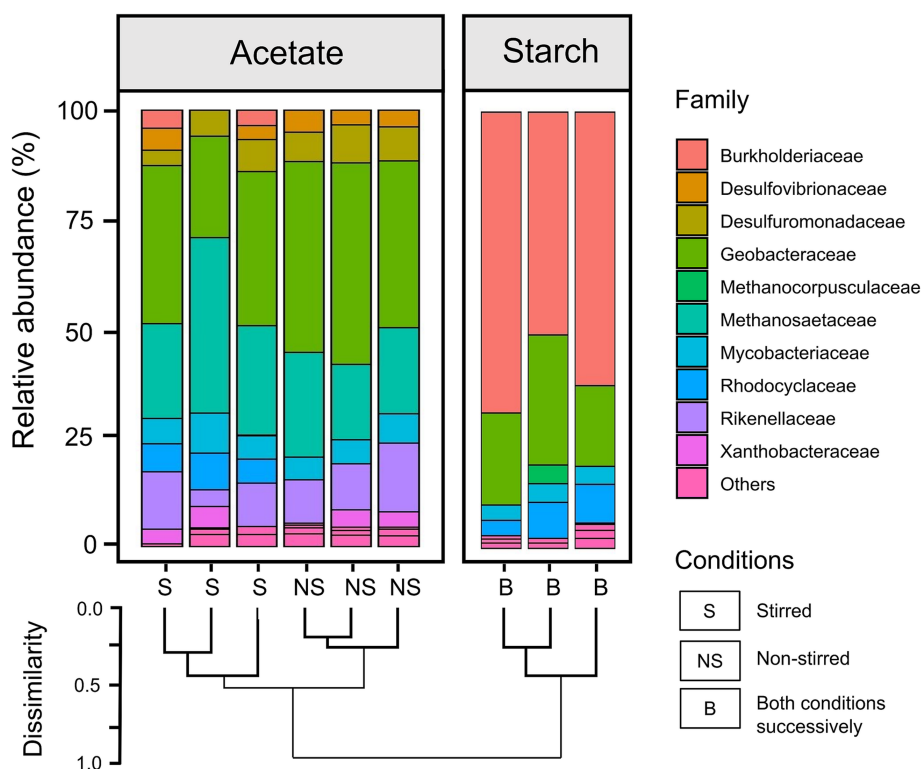 Acetate
Starch
Relative abundance (%)
100
75
50
25
0
S S S NS NS NS
B B B
Dissimilarity
0.0
0.5
1.0
Family
Burkholderiaceae
Desulfovibrionaceae
Desulfuromonadaceae
Geobacteraceae
Methanocorpusculaceae
Methanosaetaceae
Mycobacteriaceae
Rhodocyclaceae
Rikenellaceae
Xanthobacteraceae
Others
Conditions
S Stirred
NS Non-stirred
B Both conditions
successively